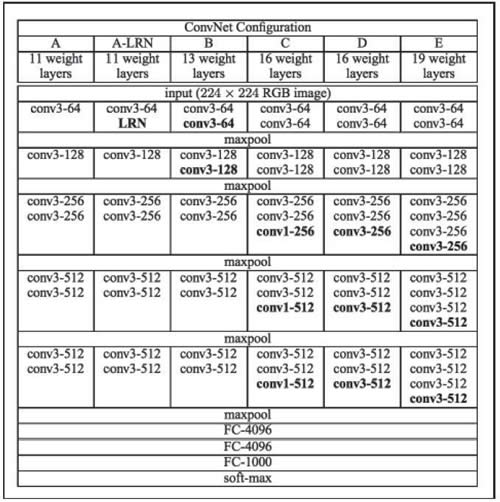 ConvNet Configuration
A A-LRN B C D E
11 weight 11 weight 13 weight 16 weight 16 weight 19 weight
layers layers layers layers layers layers
input (224 × 224 RGB image)
conv3-64 conv3-64 conv3-64 conv3-64 conv3-64 conv3-64
LRN conv3-64 conv3-64 conv3-64 conv3-64
maxpool
conv3-128 conv3-128 conv3-128 conv3-128 conv3-128 conv3-128
conv3-128 conv3-128 conv3-128 conv3-128
maxpool
conv3-256 conv3-256 conv3-256 conv3-256 conv3-256 conv3-256
conv3-256 conv3-256 conv3-256 conv3-256 conv3-256 conv3-256
conv1-256 conv3-256 conv3-256
conv3-256
maxpool
conv3-512 conv3-512 conv3-512 conv3-512 conv3-512 conv3-512
conv3-512 conv3-512 conv3-512 conv3-512 conv3-512 conv3-512
conv1-512 conv3-512 conv3-512
conv3-512
maxpool
conv3-512 conv3-512 conv3-512 conv3-512 conv3-512 conv3-512
conv3-512 conv3-512 conv3-512 conv3-512 conv3-512 conv3-512
conv1-512 conv3-512 conv3-512
conv3-512
maxpool
FC-4096
FC-4096
FC-1000
soft-max